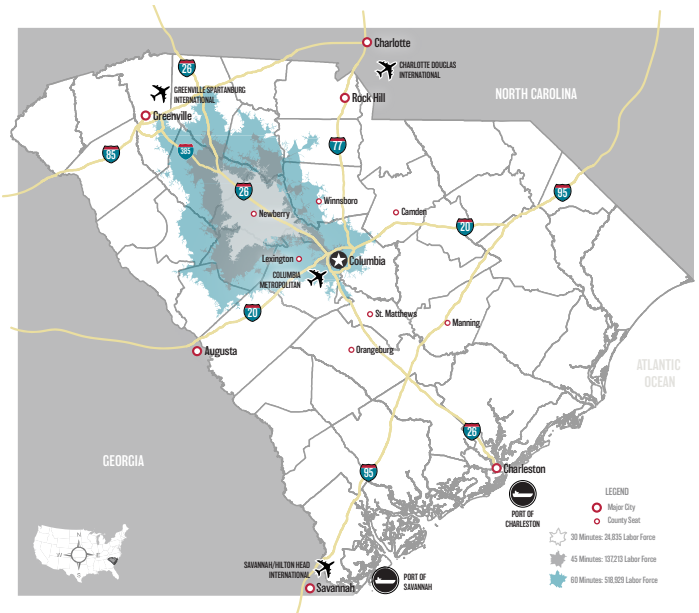 Charlotte
CHARLOTTE DOUGLAS
INTERNATIONAL
26
GREENVILLE SPARTANBURG
INTERNATIONAL
Rock Hill
NORTH CAROLINA
Greenville
77
85
385
26
95
Winnsboro
Newberry
Camden
20
Lexington
Columbia
COLUMBIA
METROPOLITAN
20
St. Matthews
Manning
Augusta
Orangeburg
ATLANTIC
OCEAN
26
GEORGIA
95
Charleston
PORT OF
CHARLESTON
LEGEND
Major City
County Seat
30 Minutes: 24,835 Labor Force
45 Minutes: 137,213 Labor Force
60 Minutes: 518,929 Labor Force
N
W
E
S
SAVANNAH/HILTON HEAD
INTERNATIONAL
Savannah
PORT OF
SAVANNAH